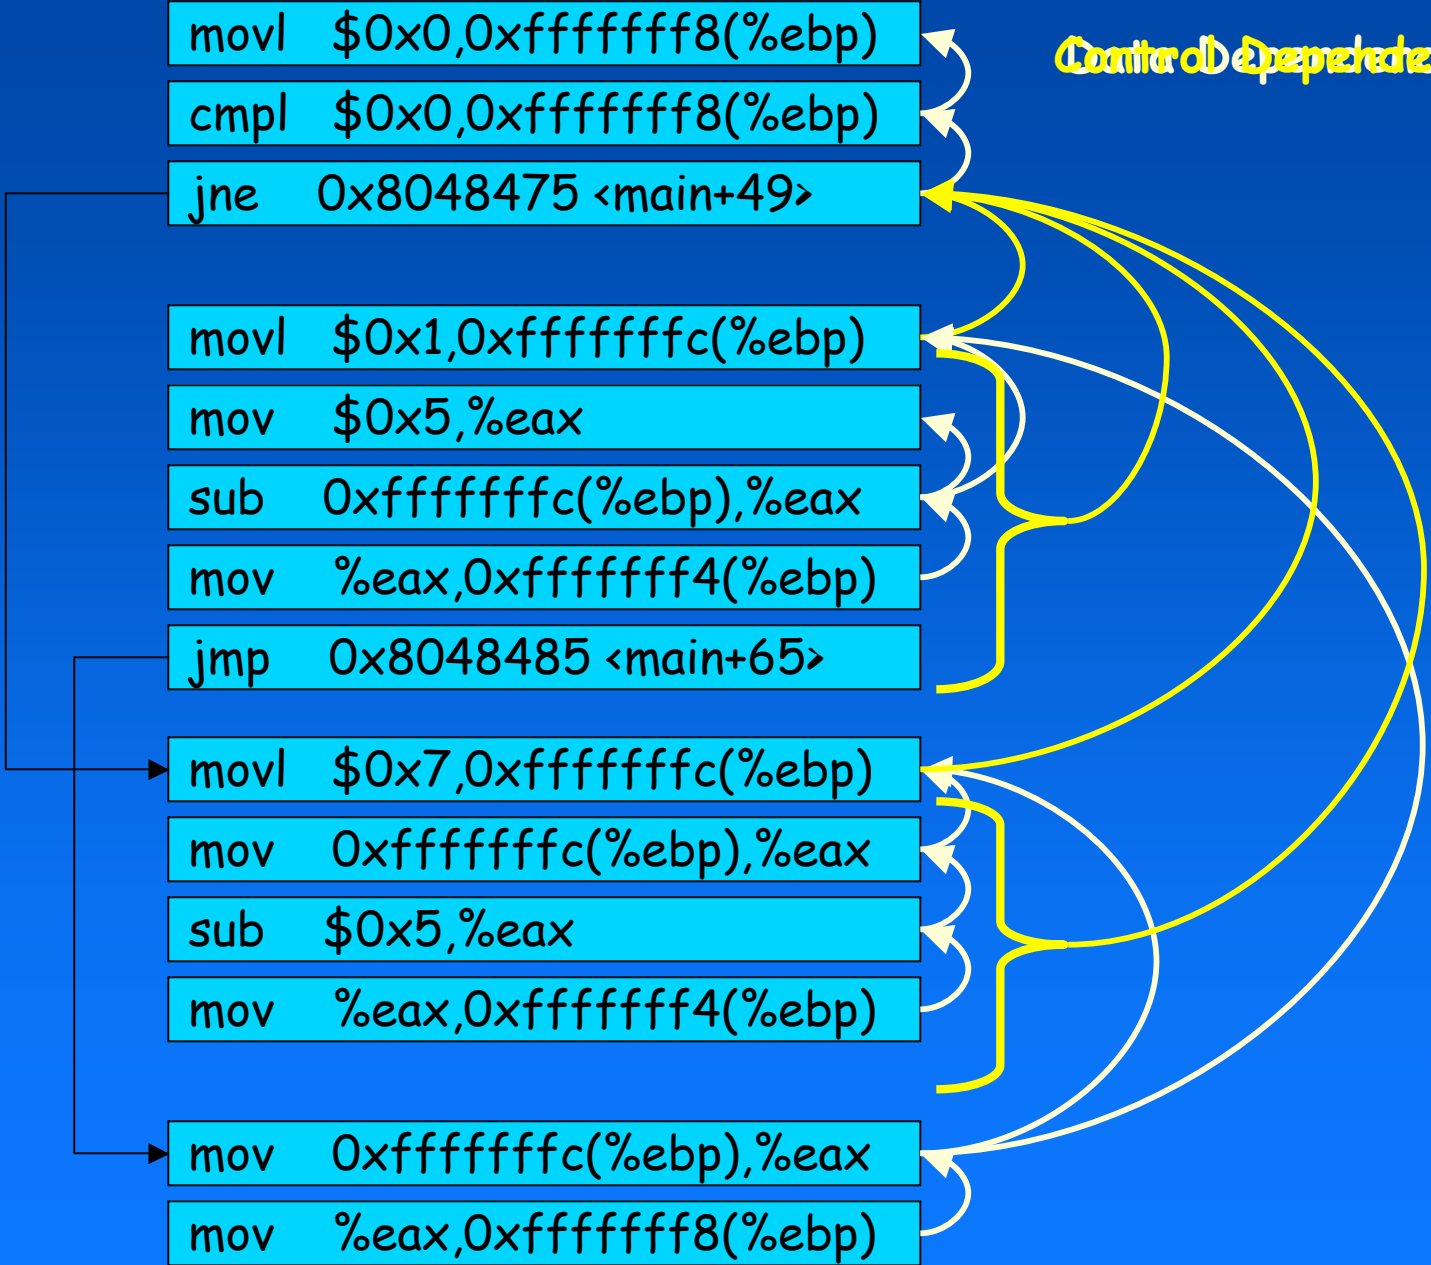 movl $0x0,0xfffffff8(%ebp)
cmpl $0x0,0xfffffff8(%ebp)
jne 0x8048475 <main+49>
movl $0x1,0xfffffffc(%ebp)
mov $0x5,%eax
sub 0xfffffffc(%ebp),%eax
mov %eax,0xfffffff4(%ebp)
jmp 0x8048485 <main+65>
movl $0x7,0xfffffffc(%ebp)
mov 0xfffffffc(%ebp),%eax
sub $0x5,%eax
mov %eax,0xfffffff4(%ebp)
mov 0xfffffffc(%ebp),%eax
mov %eax,0xfffffff8(%ebp)
Control
Data